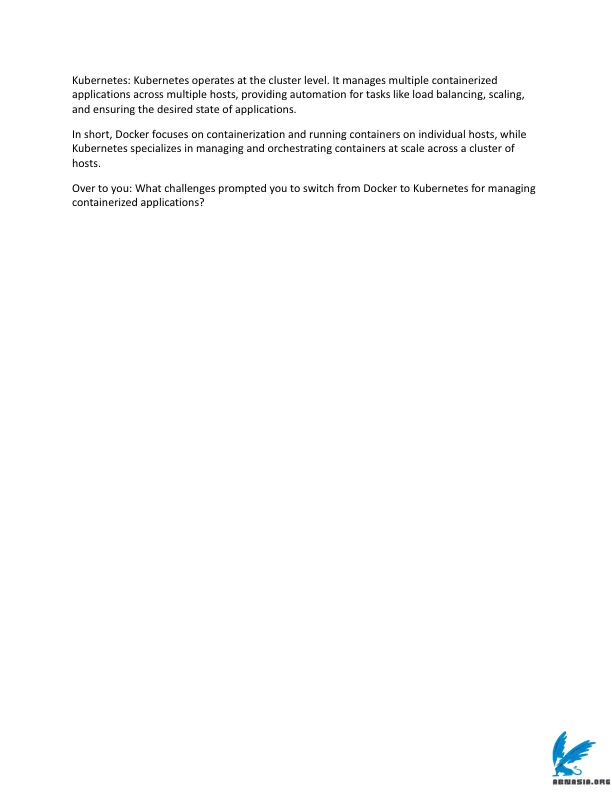 Kubernetes: Kubernetes operates at the cluster level. It manages multiple containerized
applications across multiple hosts, providing automation for tasks like load balancing, scaling,
and ensuring the desired state of applications.
In short, Docker focuses on containerization and running containers on individual hosts, while
Kubernetes specializes in managing and orchestrating containers at scale across a cluster of
hosts.
Over to you: What challenges prompted you to switch from Docker to Kubernetes for managing
containerized applications?
ABNASIA.ORG